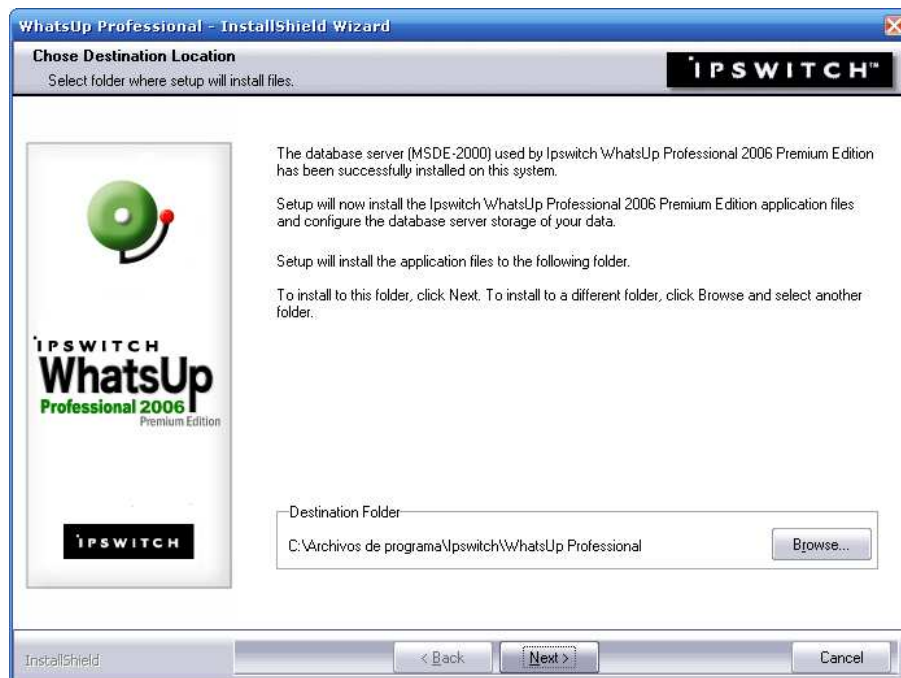 WhatsUp Professional - InstallShield Wizard
Chose Destination Location
Select folder where setup will install files.
IPSWITCH™
The database server (MSDE-2000) used by Ipswitch WhatsUp Professional 2006 Premium Edition
has been successfully installed on this system.
Setup will now install the Ipswitch WhatsUp Professional 2006 Premium Edition application files
and configure the database server storage of your data.
Setup will install the application files to the following folder.
To install to this folder, click Next. To install to a different folder, click Browse and select another
folder.
IPSWITCH
WhatsUp
Professional 2006
Premium Edition
IPSWITCH
Destination Folder
C:\Archivos de programa\Ipswitch\WhatsUp Professional
Browse...
InstallShield
< Back
Next >
Cancel